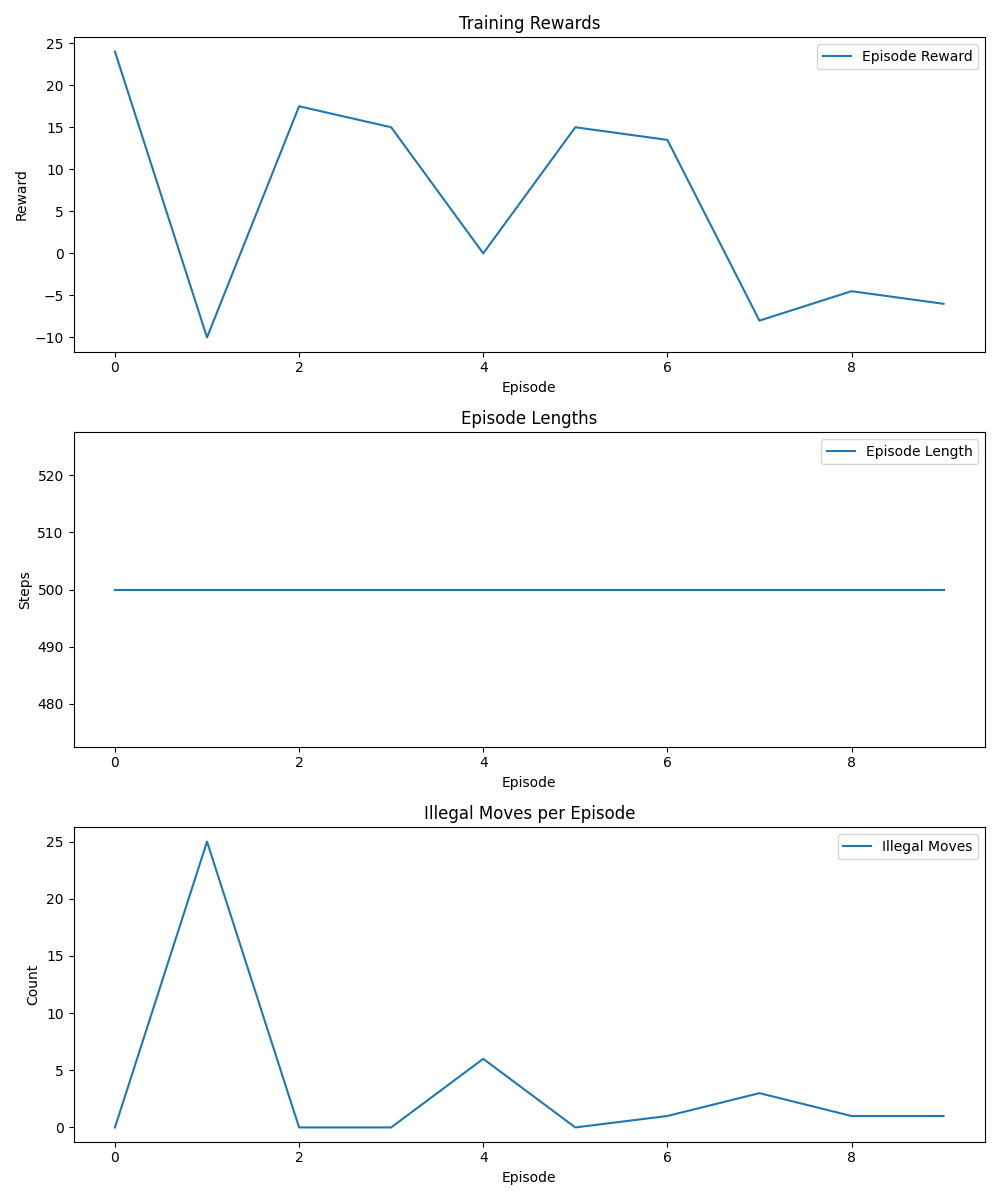 Training Rewards
Episode Reward
25
20
15
10
5
0
−5
−10
Reward
0 2 4 6 8
Episode
Episode Lengths
Episode Length
520
510
500
490
480
Steps
0 2 4 6 8
Episode
Illegal Moves per Episode
Illegal Moves
25
20
15
10
5
0
Count
0 2 4 6 8
Episode